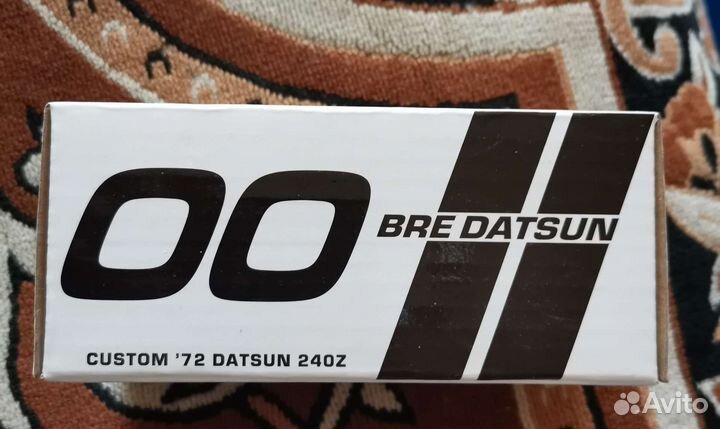 00
BRE DATSUN
CUSTOM '72 DATSUN 240Z
Avito